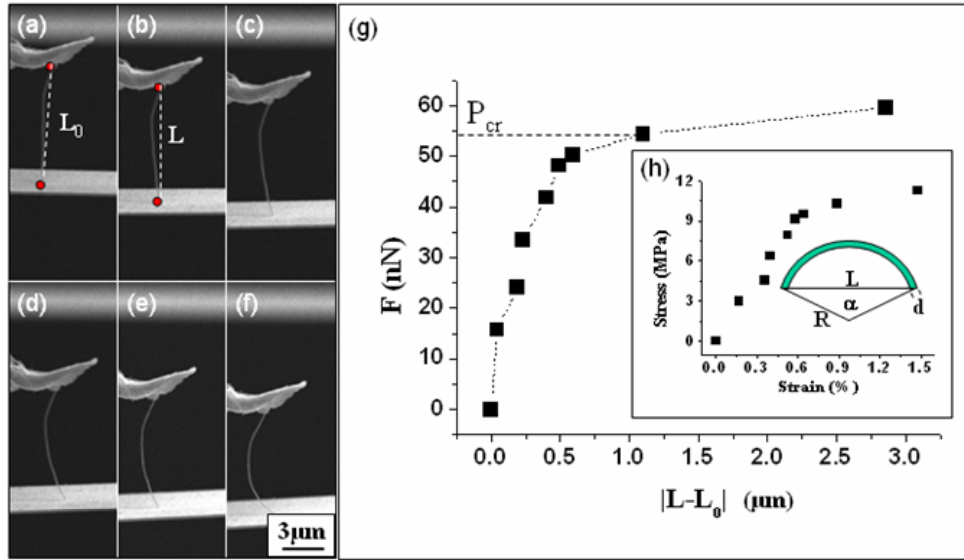 (a)
(b)
(c)
L₀
L
(d)
(e)
(f)
3μm
(g)
P_cr
60
50
40
30
20
10
0
F (nN)
0.0 0.5 1.0 1.5 2.0 2.5 3.0
|L-L₀| (μm)
(h)
12
9
6
3
0
Stress (MPa)
L
α
R
d
0.0 0.3 0.6 0.9 1.2 1.5
Strain (% )